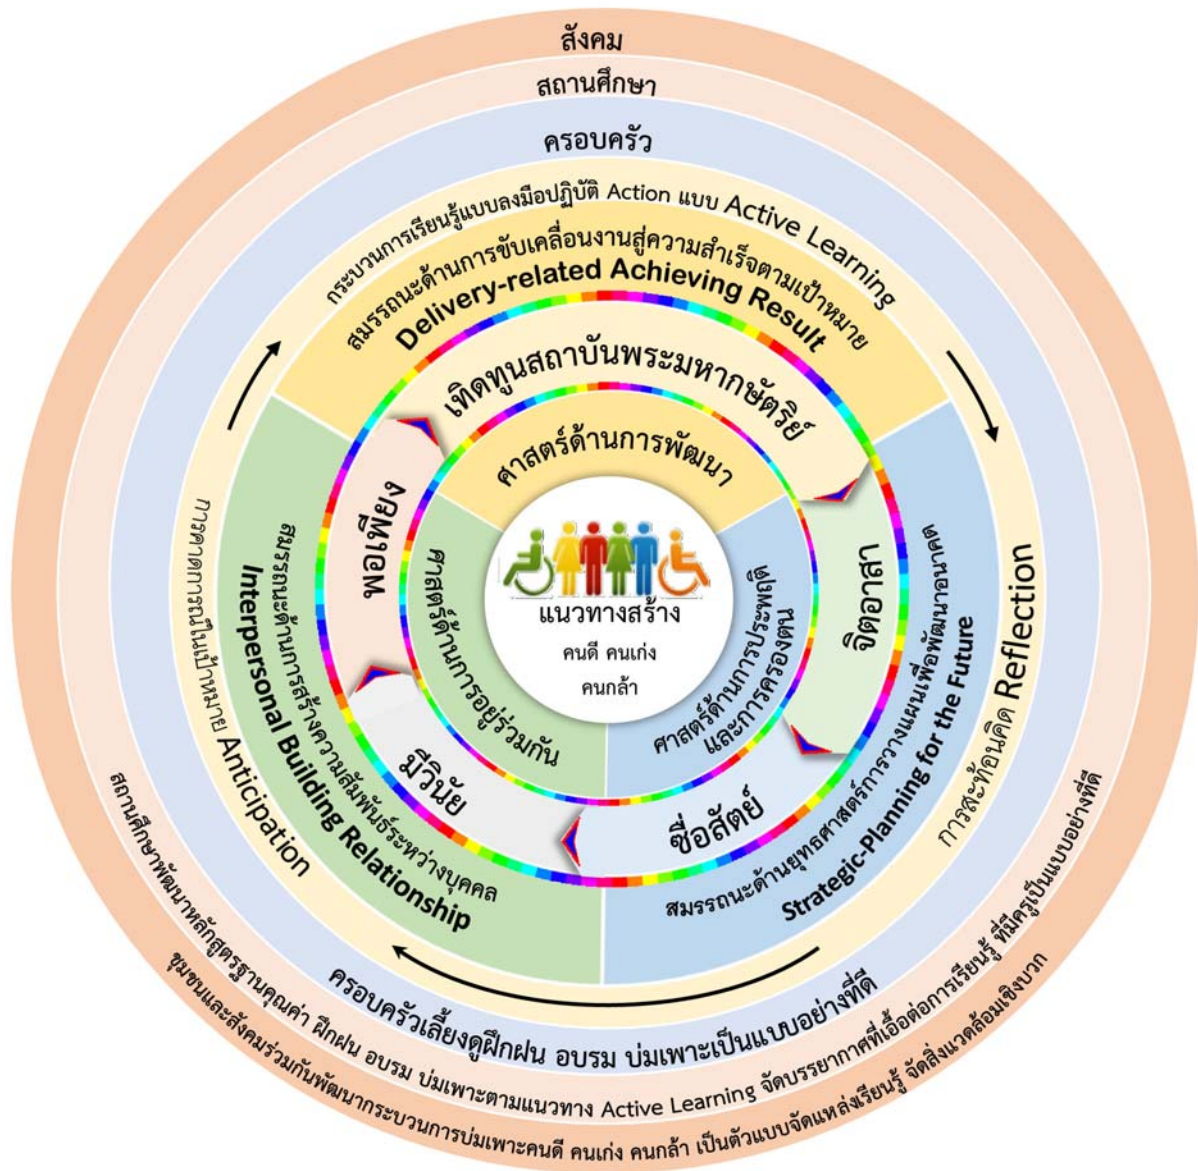 สังคม
สถานศึกษา
ครอบครัว
กระบวนการเรียนรู้แบบลงมือปฏิบัติ Action แบบ Active Learning
สมรรถนะด้านการขับเคลื่อนงานสู่ความสำเร็จตามเป้าหมาย
Delivery-related Achieving Result
เทิดทูนสถาบันพระมหากษัตริย์
ศาสตร์ด้านการพัฒนา
แนวทางสร้าง
คนดี คนเก่ง
คนกล้า
ศาสตร์ด้านการประพฤติ
และการครองตน
ศาสตร์ด้านการอยู่ร่วมกัน
จิตอาสา
ซื่อสัตย์
มีวินัย
พอเพียง
สมรรถนะด้านยุทธศาสตร์การวางแผนเพื่อพัฒนาอนาคต
Strategic-Planning for the Future
การสะท้อนคิด Reflection
สมรรถนะด้านการสร้างความสัมพันธ์ระหว่างบุคคล
Interpersonal Building Relationship
การคาดการณ์ในเป้าหมาย Anticipation
ครอบครัวเลี้ยงดูฝึกฝน อบรม บ่มเพาะเป็นแบบอย่างที่ดี
สถานศึกษาพัฒนาหลักสูตรฐานคุณค่า ฝึกฝน อบรม บ่มเพาะตามแนวทาง Active Learning จัดบรรยากาศที่เอื้อต่อการเรียนรู้ ที่มีครูเป็นแบบอย่างที่ดี
ชุมชนและสังคมร่วมกันพัฒนากระบวนการบ่มเพาะคนดี คนเก่ง คนกล้า เป็นตัวแบบจัดแหล่งเรียนรู้ จัดสิ่งแวดล้อมเชิงบวก